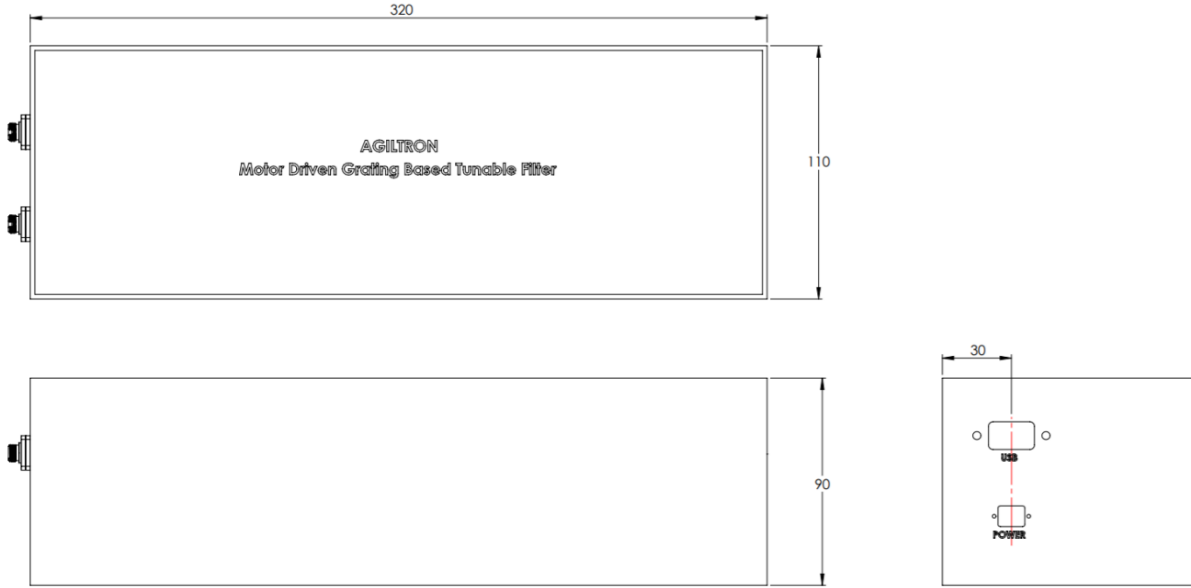 320
AGILTRON
Motor Driven Grating Based Tunable Filter
110
30
USB
90
POWER